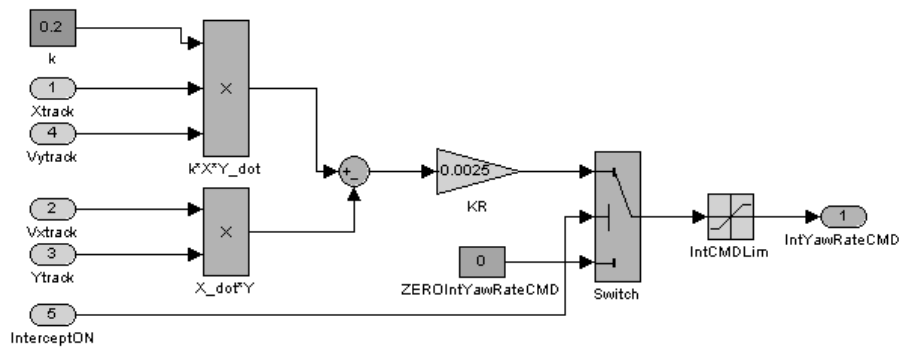 0.2
k
1
Xtrack
4
Vytrack
×
k*X*Y_dot
2
Vxtrack
3
Ytrack
×
X_dot*Y
5
InterceptON
+
−
0.0025
KR
0
ZEROIntYawRateCMD
Switch
IntCMDLim
1
IntYawRateCMD